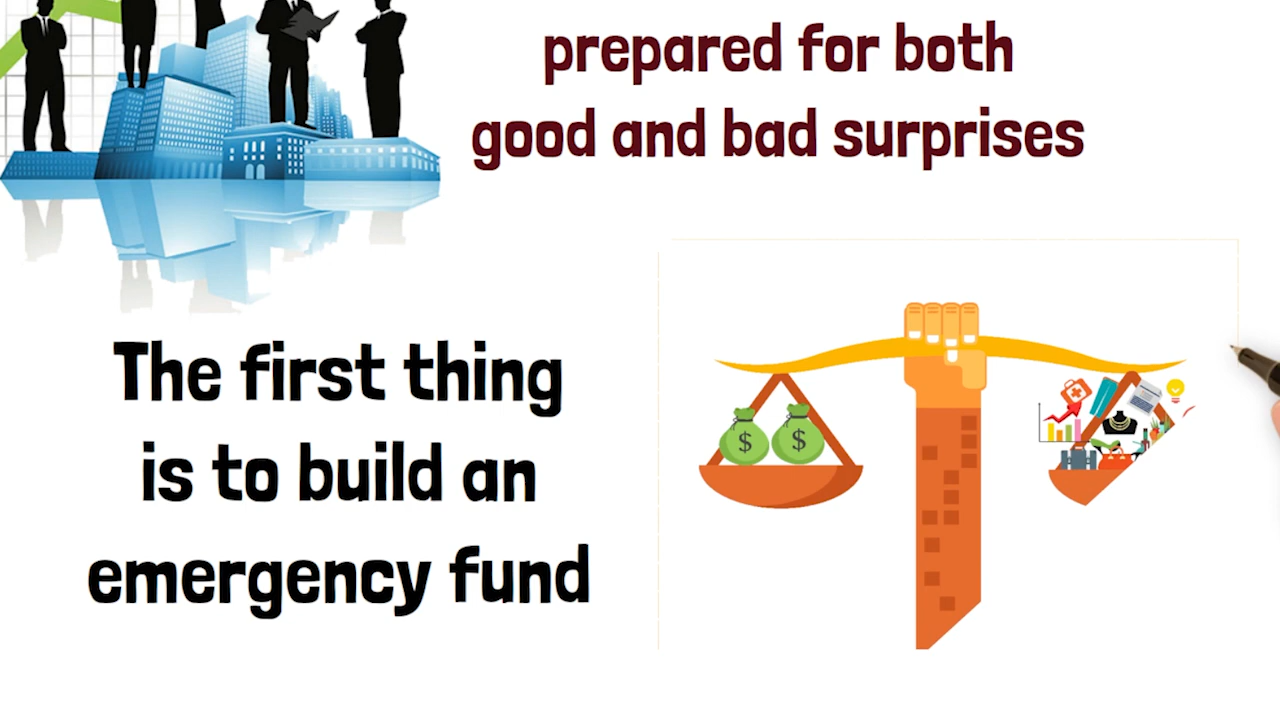 prepared for both
good and bad surprises
The first thing
is to build an
emergency fund
$ $